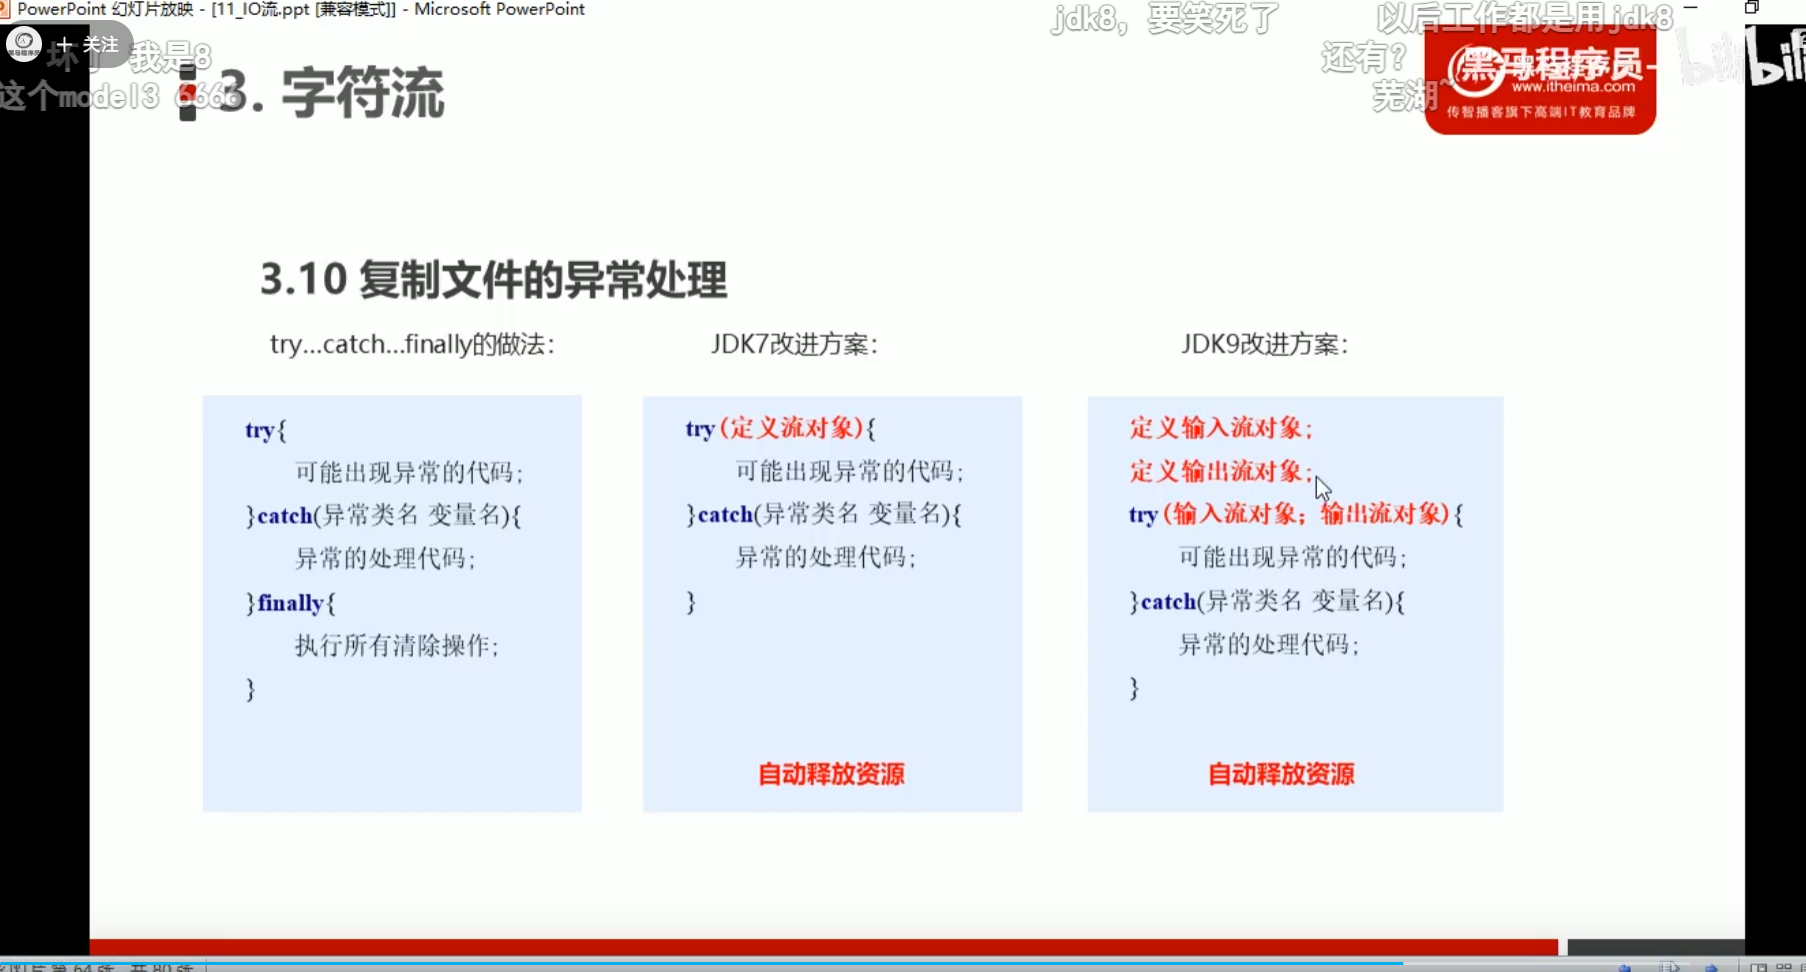 PowerPoint 幻灯片放映 - [11_IO流.ppt [兼容模式]] - Microsoft PowerPoint
jdk8，要笑死了
以后工作都是用jdk8
关注
我是8
还有？
这个model3 6666
芜湖~
3. 字符流
黑马程序员
www.itheima.com
传智播客旗下高端IT教育品牌
3.10 复制文件的异常处理
try...catch...finally的做法：
try{
可能出现异常的代码;
}catch(异常类名 变量名){
异常的处理代码;
}finally{
执行所有清除操作;
}
JDK7改进方案：
try(定义流对象){
可能出现异常的代码;
}catch(异常类名 变量名){
异常的处理代码;
}
自动释放资源
JDK9改进方案：
定义输入流对象;
定义输出流对象;
try(输入流对象；输出流对象){
可能出现异常的代码;
}catch(异常类名 变量名){
异常的处理代码;
}
自动释放资源